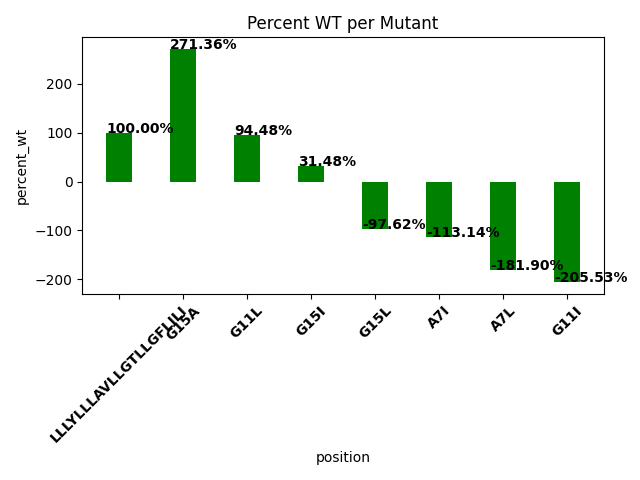 Percent WT per Mutant
percent_wt
200
100
0
−100
−200
100.00%
271.36%
94.48%
31.48%
-97.62%
-113.14%
-181.90%
-205.53%
G15A
G11L
G15I
G15L
A7I
A7L
G11I
position